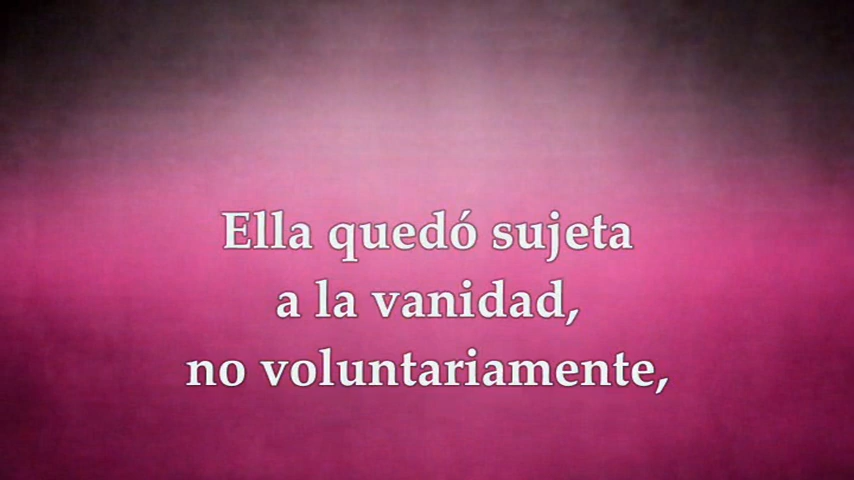 Ella quedó sujeta
a la vanidad,
no voluntariamente,